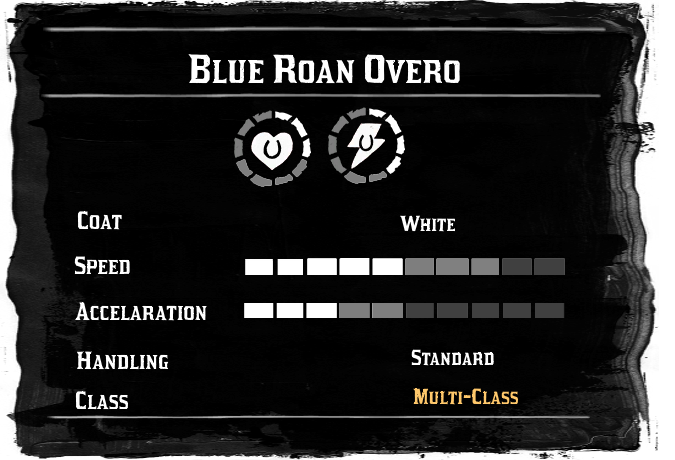 Blue Roan Overo
Coat White
Speed
Accelaration
Handling Standard
Class Multi-Class